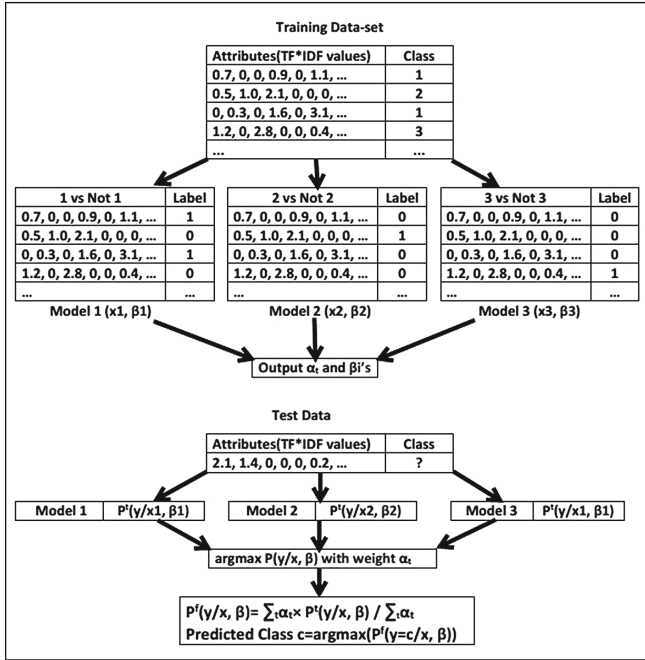 Training Data-set
Attributes(TF*IDF values) Class
0.7, 0, 0, 0.9, 0, 1.1, ... 1
0.5, 1.0, 2.1, 0, 0, 0, ... 2
0, 0.3, 0, 1.6, 0, 3.1, ... 1
1.2, 0, 2.8, 0, 0, 0.4, ... 3
... ...
1 vs Not 1 Label
0.7, 0, 0, 0.9, 0, 1.1, ... 1
0.5, 1.0, 2.1, 0, 0, 0, ... 0
0, 0.3, 0, 1.6, 0, 3.1, ... 1
1.2, 0, 2.8, 0, 0, 0.4, ... 0
... ...
Model 1 (x1, β1)
2 vs Not 2 Label
0.7, 0, 0, 0.9, 0, 1.1, ... 0
0.5, 1.0, 2.1, 0, 0, 0, ... 1
0, 0.3, 0, 1.6, 0, 3.1, ... 0
1.2, 0, 2.8, 0, 0, 0.4, ... 0
... ...
Model 2 (x2, β2)
3 vs Not 3 Label
0.7, 0, 0, 0.9, 0, 1.1, ... 0
0.5, 1.0, 2.1, 0, 0, 0, ... 0
0, 0.3, 0, 1.6, 0, 3.1, ... 0
1.2, 0, 2.8, 0, 0, 0.4, ... 1
... ...
Model 3 (x3, β3)
Output αₜ and βi's
Test Data
Attributes(TF*IDF values) Class
2.1, 1.4, 0, 0, 0, 0.2, ... ?
Model 1 Pᵗ(y/x1, β1)
Model 2 Pᵗ(y/x2, β2)
Model 3 Pᵗ(y/x1, β1)
argmax P(y/x, β) with weight αₜ
Pᶠ(y/x, β)= ∑ₜαₜ× Pᵗ(y/x, β) / ∑ₜαₜ
Predicted Class c=argmax(Pᶠ(y=c/x, β))